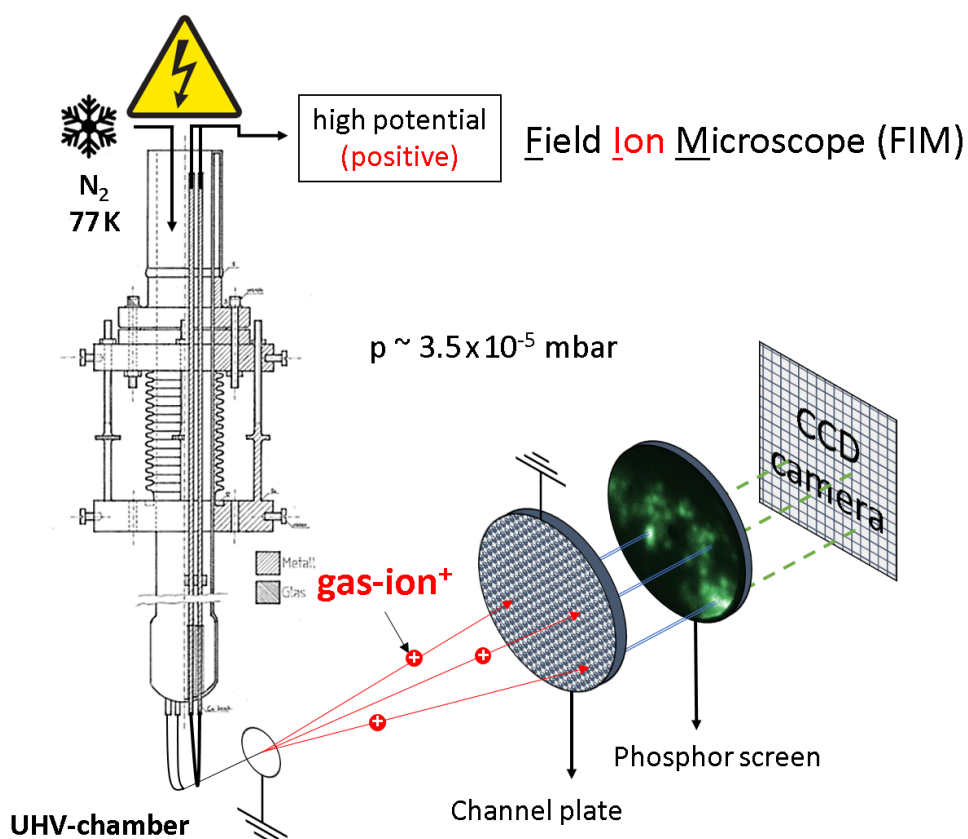 high potential
(positive)
Field Ion Microscope (FIM)
N₂
77K
p ~ 3.5 x 10⁻⁵ mbar
CCD
camera
Metall
Glas
gas-ion⁺
+
+
+
Phosphor screen
Channel plate
UHV-chamber